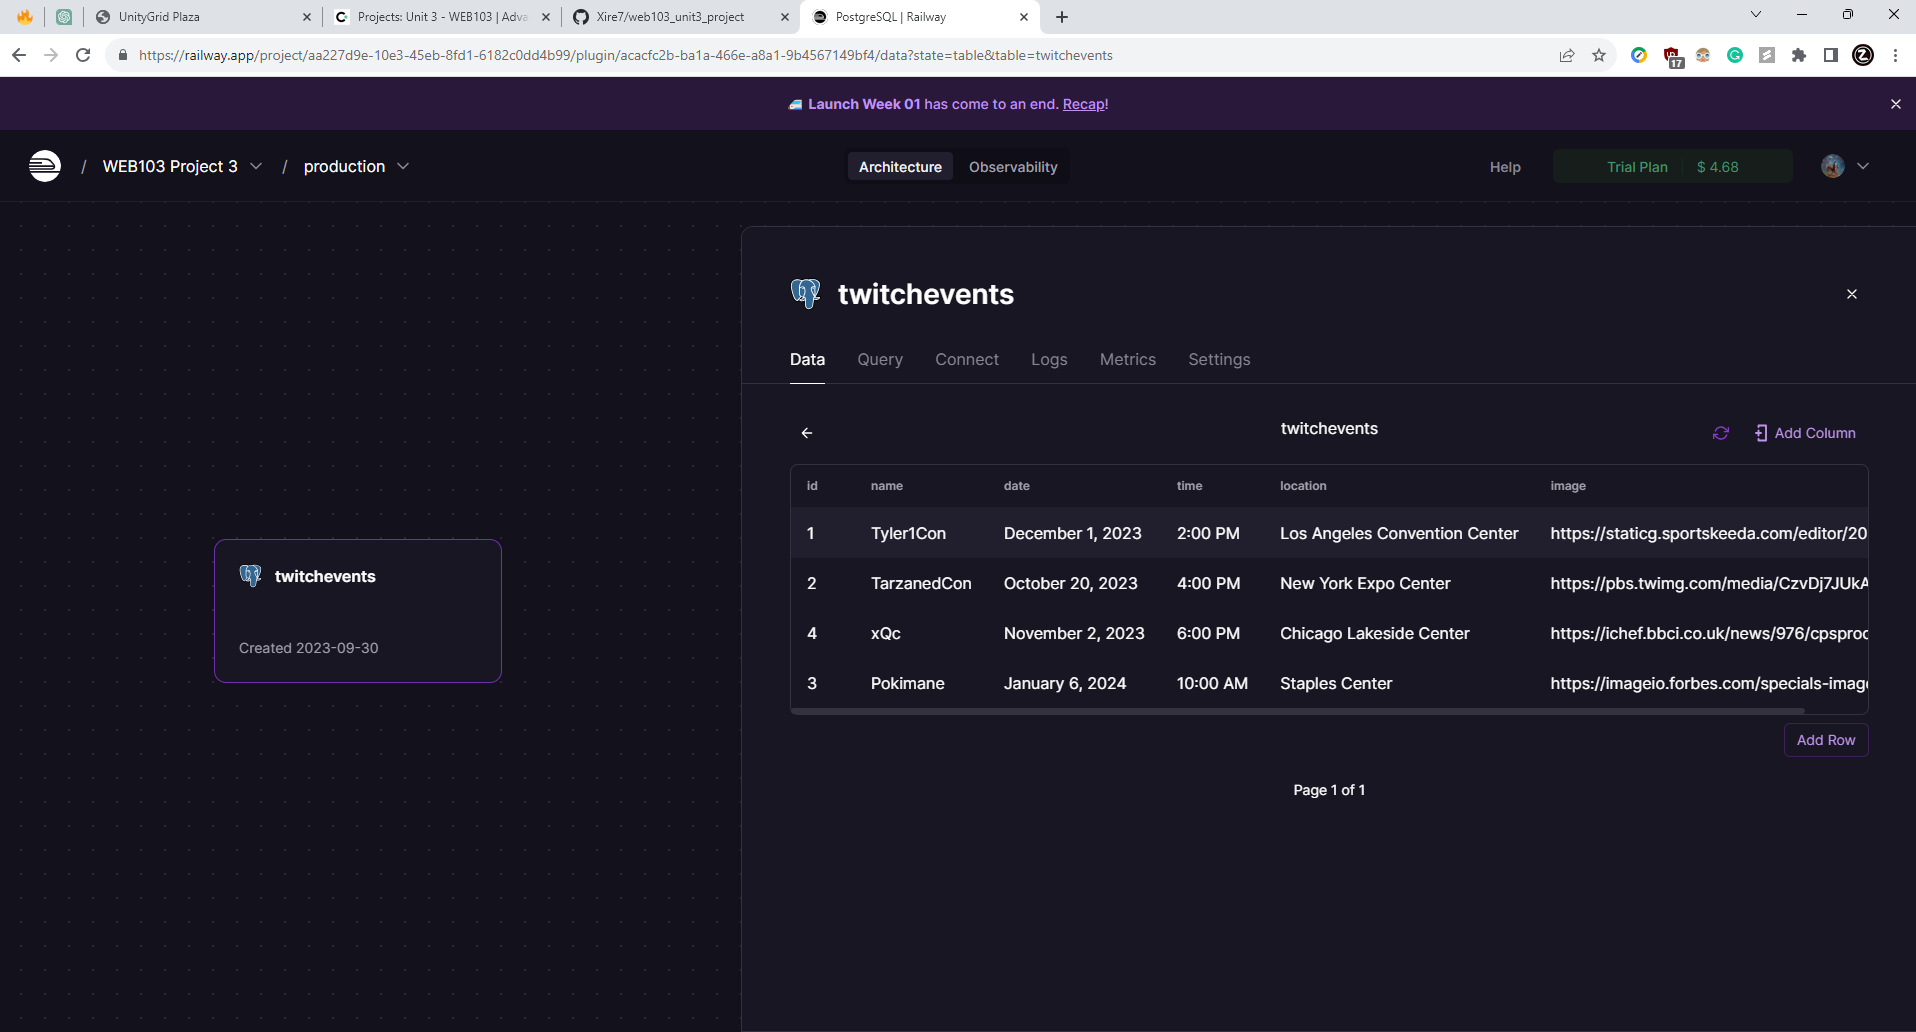 UnityGrid Plaza
Projects: Unit 3 - WEB103 | Adva
Xire7/web103_unit3_project
PostgreSQL | Railway
https://railway.app/project/aa227d9e-10e3-45eb-8fd1-6182c0dd4b99/plugin/acacfc2b-ba1a-466e-a8a1-9b4567149bf4/data?state=table&table=twitchevents
17
Launch Week 01 has come to an end. Recap!
/ WEB103 Project 3 / production
Architecture Observability
Help Trial Plan $ 4.68
twitchevents
Data Query Connect Logs Metrics Settings
twitchevents
Add Column
id name date time location image
1 Tyler1Con December 1, 2023 2:00 PM Los Angeles Convention Center https://staticg.sportskeeda.com/editor/20
2 TarzanedCon October 20, 2023 4:00 PM New York Expo Center https://pbs.twimg.com/media/CzvDj7JUkA
4 xQc November 2, 2023 6:00 PM Chicago Lakeside Center https://ichef.bbci.co.uk/news/976/cpsproc
3 Pokimane January 6, 2024 10:00 AM Staples Center https://imageio.forbes.com/specials-image
Add Row
Page 1 of 1
twitchevents
Created 2023-09-30